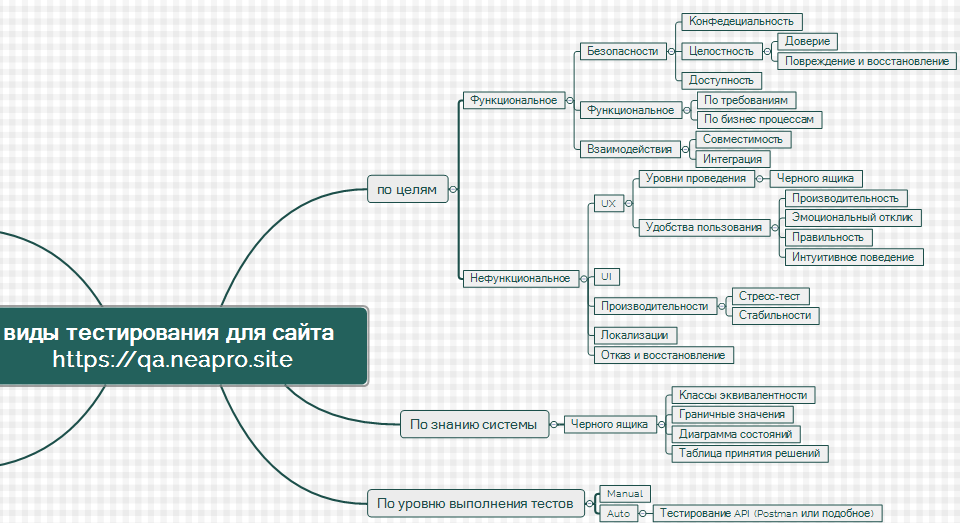 виды тестирования для сайта
https://qa.neapro.site
по целям
Функциональное
Безопасности
Конфедециальность
Целостность
Доверие
Повреждение и восстановление
Доступность
Функциональное
По требованиям
По бизнес процессам
Взаимодействия
Совместимость
Интеграция
Нефункциональное
UX
Уровни проведения
Черного ящика
Удобства пользования
Производительность
Эмоциональный отклик
Правильность
Интуитивное поведение
UI
Производительности
Стресс-тест
Стабильности
Локализации
Отказ и восстановление
По знанию системы
Черного ящика
Классы эквивалентности
Граничные значения
Диаграмма состояний
Таблица принятия решений
По уровню выполнения тестов
Manual
Auto
Тестирование API (Postman или подобное)